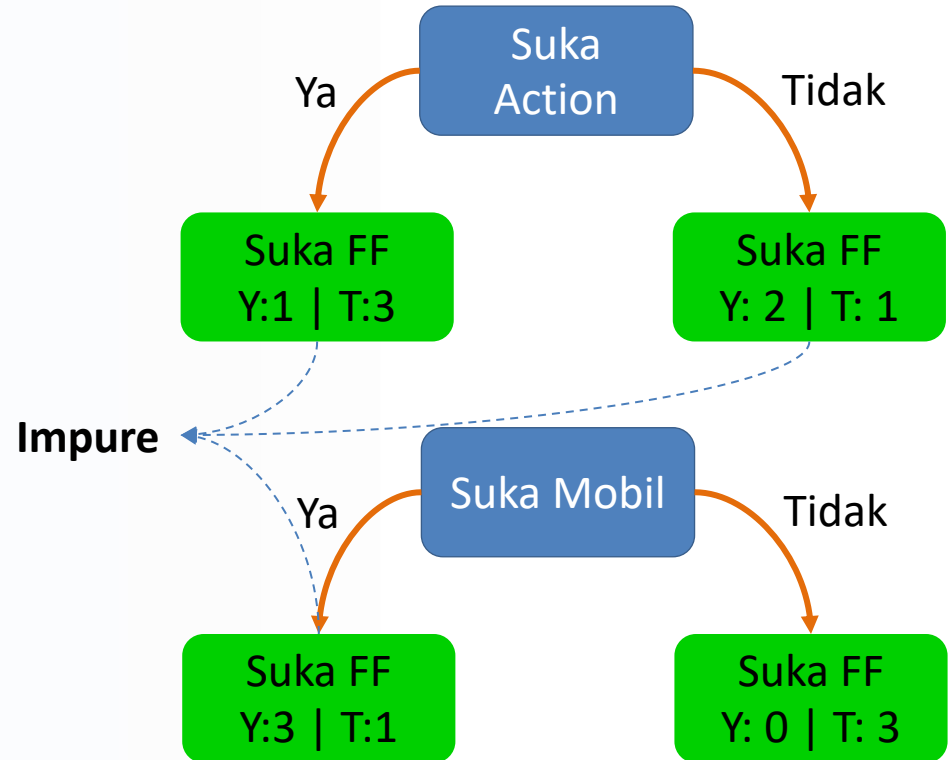 Suka
Action
Ya
Tidak
Suka FF
Y:1 | T:3
Suka FF
Y: 2 | T: 1
Impure
Suka Mobil
Ya
Tidak
Suka FF
Y:3 | T:1
Suka FF
Y: 0 | T: 3